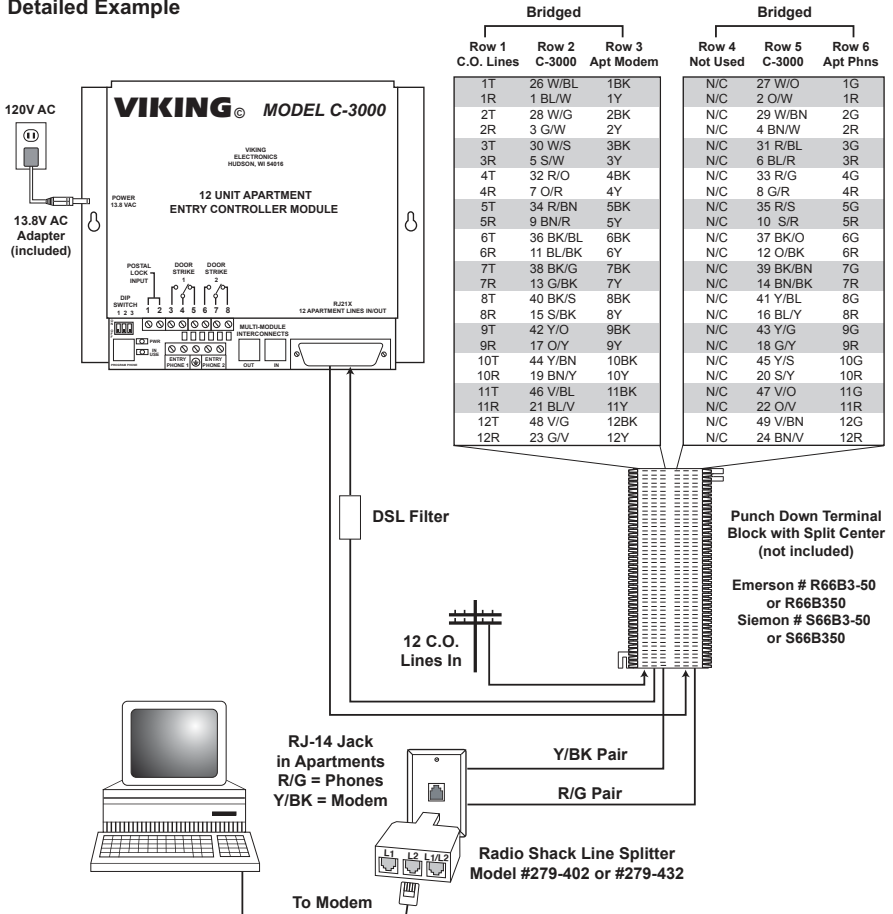 Detailed Example
Bridged
Bridged
Row 1 C.O. Lines Row 2 C-3000 Row 3 Apt Modem Row 4 Not Used Row 5 C-3000 Row 6 Apt Phns
1T 26 W/BL 1BK N/C 27 W/O 1G
1R 1 BL/W 1Y N/C 2 O/W 1R
2T 28 W/G 2BK N/C 29 W/BN 2G
2R 3 G/W 2Y N/C 4 BN/W 2R
3T 30 W/S 3BK N/C 31 R/BL 3G
3R 5 S/W 3Y N/C 6 BL/R 3R
4T 32 R/O 4BK N/C 33 R/G 4G
4R 7 O/R 4Y N/C 8 G/R 4R
5T 34 R/BN 5BK N/C 35 R/S 5G
5R 9 BN/R 5Y N/C 10 S/R 5R
6T 36 BK/BL 6BK N/C 37 BK/O 6G
6R 11 BL/BK 6Y N/C 12 O/BK 6R
7T 38 BK/G 7BK N/C 39 BK/BN 7G
7R 13 G/BK 7Y N/C 14 BN/BK 7R
8T 40 BK/S 8BK N/C 41 Y/BL 8G
8R 15 S/BK 8Y N/C 16 BL/Y 8R
9T 42 Y/O 9BK N/C 43 Y/G 9G
9R 17 O/Y 9Y N/C 18 G/Y 9R
10T 44 Y/BN 10BK N/C 45 Y/S 10G
10R 19 BN/Y 10Y N/C 20 S/Y 10R
11T 46 V/BL 11BK N/C 47 V/O 11G
11R 21 BL/V 11Y N/C 22 O/V 11R
12T 48 V/G 12BK N/C 49 V/BN 12G
12R 23 G/V 12Y N/C 24 BN/V 12R
120V AC
13.8V AC
Adapter
(included)
VIKING© MODEL C-3000
VIKING
ELECTRONICS
HUDSON, WI 54016
12 UNIT APARTMENT
ENTRY CONTROLLER MODULE
POWER
13.8 VAC
POSTAL
LOCK
INPUT
DOOR
STRIKE
1
DOOR
STRIKE
2
DIP
SWITCH
1 2 3
1 2 3 4 5 6 7 8
RJ21X
12 APARTMENT LINES IN/OUT
MULTI-MODULE
INTERCONNECTS
PWR
IN
USE
PROGRAM PHONE
ENTRY
PHONE 1
ENTRY
PHONE 2
OUT
IN
DSL Filter
12 C.O.
Lines In
Punch Down Terminal
Block with Split Center
(not included)
Emerson # R66B3-50
or R66B350
Siemon # S66B3-50
or S66B350
RJ-14 Jack
in Apartments
R/G = Phones
Y/BK = Modem
Y/BK Pair
R/G Pair
L1 L2 L1/L2
Radio Shack Line Splitter
Model #279-402 or #279-432
To Modem